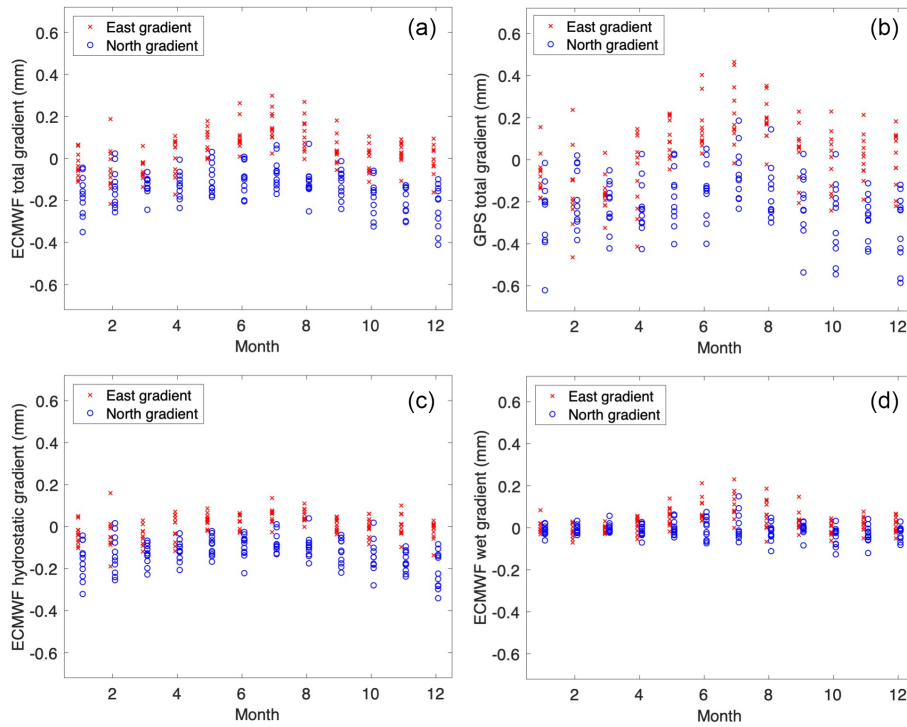 (a)
East gradient
North gradient
ECMWF total gradient (mm)
0.6
0.4
0.2
0
-0.2
-0.4
-0.6
2 4 6 8 10 12
Month
(b)
East gradient
North gradient
GPS total gradient (mm)
0.6
0.4
0.2
0
-0.2
-0.4
-0.6
2 4 6 8 10 12
Month
(c)
East gradient
North gradient
ECMWF hydrostatic gradient (mm)
0.6
0.4
0.2
0
-0.2
-0.4
-0.6
2 4 6 8 10 12
Month
(d)
East gradient
North gradient
ECMWF wet gradient (mm)
0.6
0.4
0.2
0
-0.2
-0.4
-0.6
2 4 6 8 10 12
Month